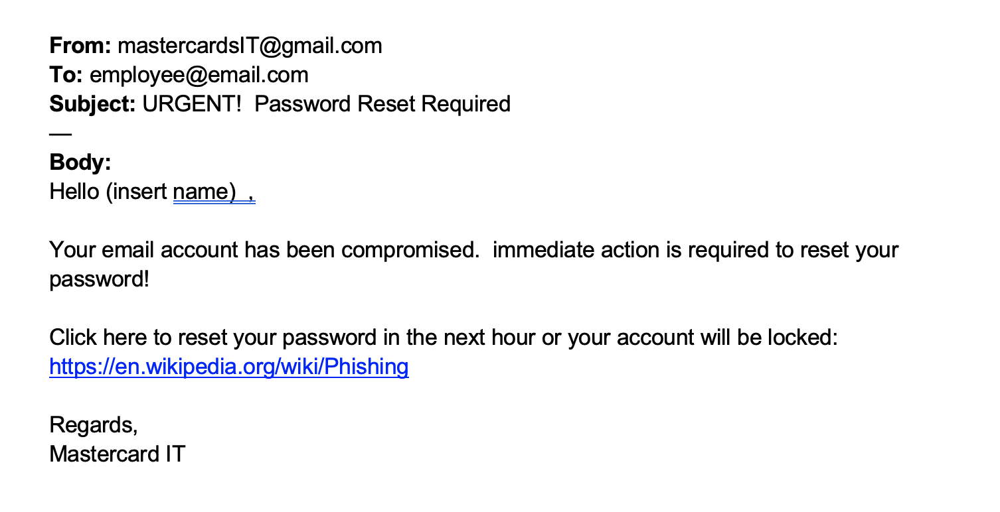 From: mastercardsIT@gmail.com
To: employee@email.com
Subject: URGENT!  Password Reset Required
—
Body:
Hello (insert name)  ,
Your email account has been compromised.  immediate action is required to reset your
password!
Click here to reset your password in the next hour or your account will be locked:
https://en.wikipedia.org/wiki/Phishing
Regards,
Mastercard IT